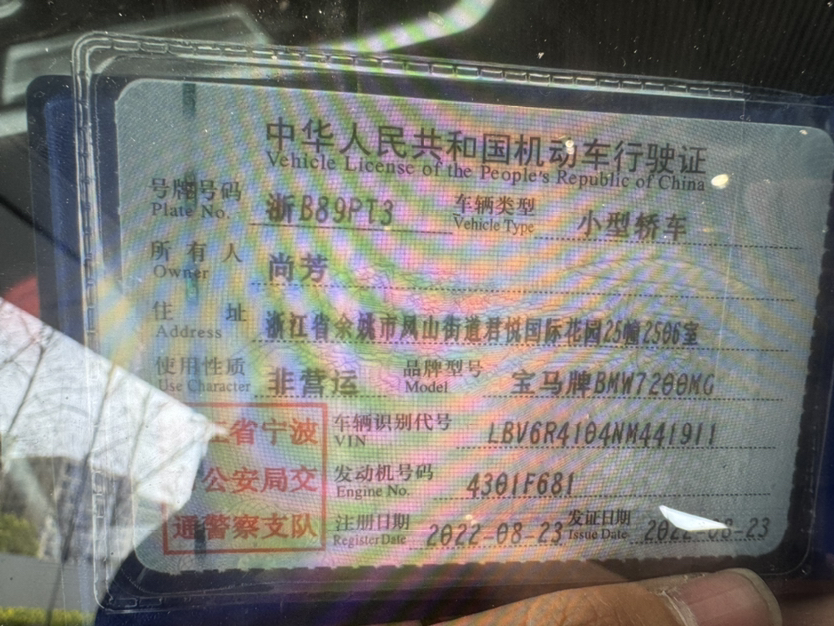 中华人民共和国机动车行驶证
Vehicle License of the People's Republic of China
号牌号码 浙B89PT3 车辆类型 小型轿车
Plate No. Vehicle Type
所有人 尚芳
Owner
住址 浙江省余姚市凤山街道君悦国际花园25幢2506室
Address
使用性质 非营运 品牌型号 宝马牌BMW7200MG
Use Character Model
省宁波 车辆识别代号 LBV6R4104NM441911
VIN
公安局交 发动机号码 4301F681
Engine No.
通警察支队 注册日期 2022-08-23 发证日期 2022-08-23
Register Date Issue Date